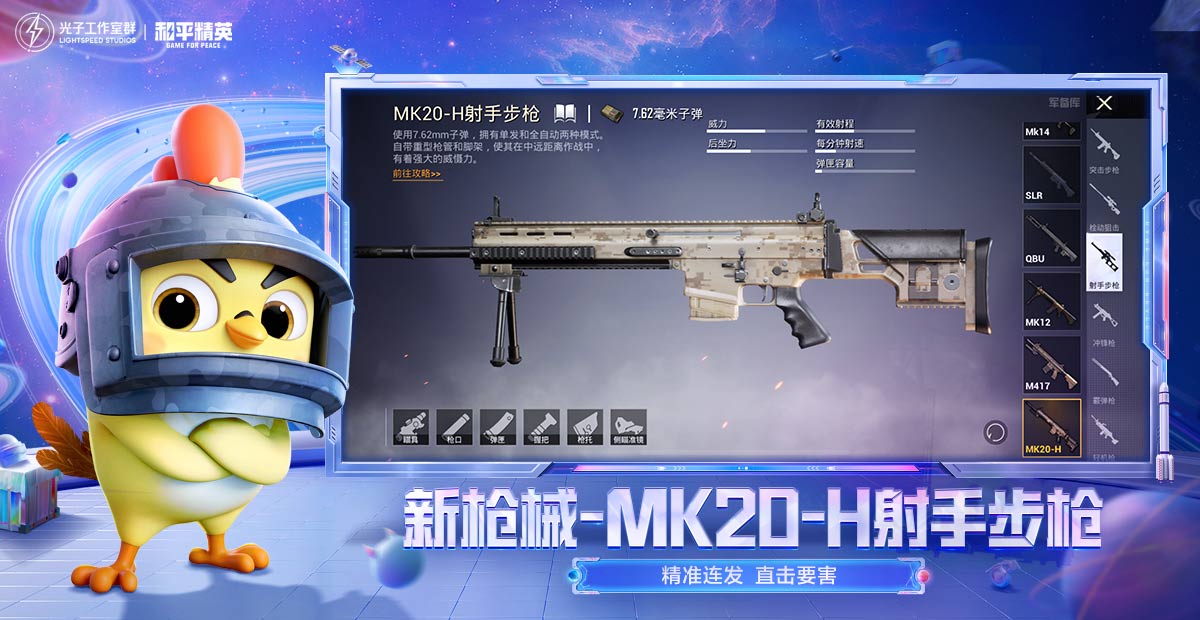 光子工作室群
LIGHTSPEED STUDIOS
和平精英
GAME FOR PEACE
军备库
MK20-H射手步枪
7.62毫米子弹
使用7.62mm子弹，拥有单发和全自动两种模式。
自带重型枪管和脚架，使其在中远距离作战中，
有着强大的威慑力。
前往攻略>>
威力
后坐力
有效射程
每分钟射速
弹匣容量
Mk14
SLR
QBU
MK12
M417
MK20-H
突击步枪
栓动狙击
射手步枪
冲锋枪
霰弹枪
轻机枪
瞄具
枪口
弹匣
握把
枪托
侧瞄准镜
新枪械-MK20-H射手步枪
精准连发 直击要害